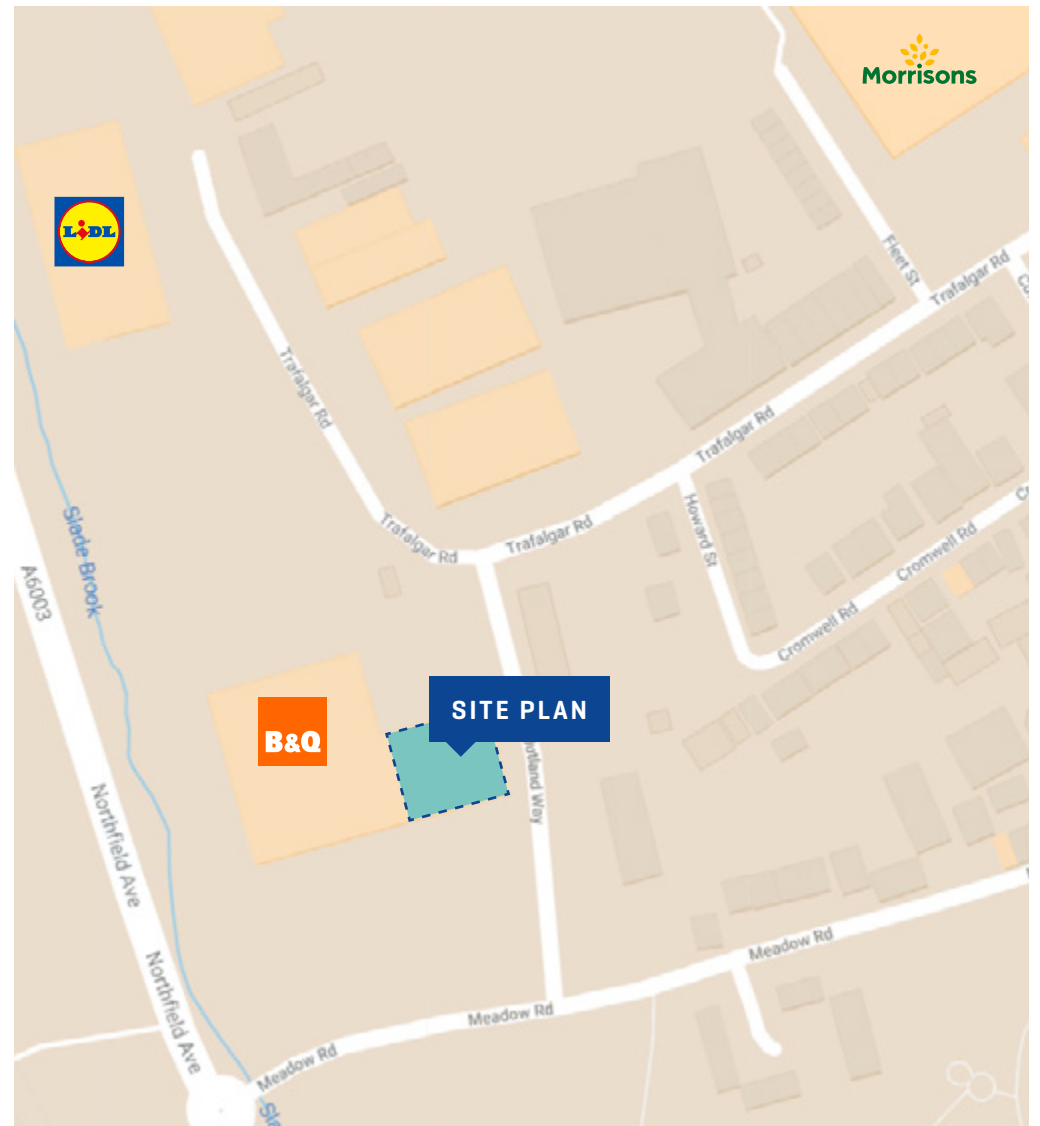 Morrisons
LIDL
Fleet St
Trafalgar Rd
Trafalgar Rd
Trafalgar Rd
Howard St
Slade Brook
Trafalgar Rd
Trafalgar Rd
Cromwell Rd
A6003
Cromwell Rd
SITE PLAN
B&Q
Way
Northfield Ave
Meadow Rd
Northfield Ave
Meadow Rd
Meadow Rd